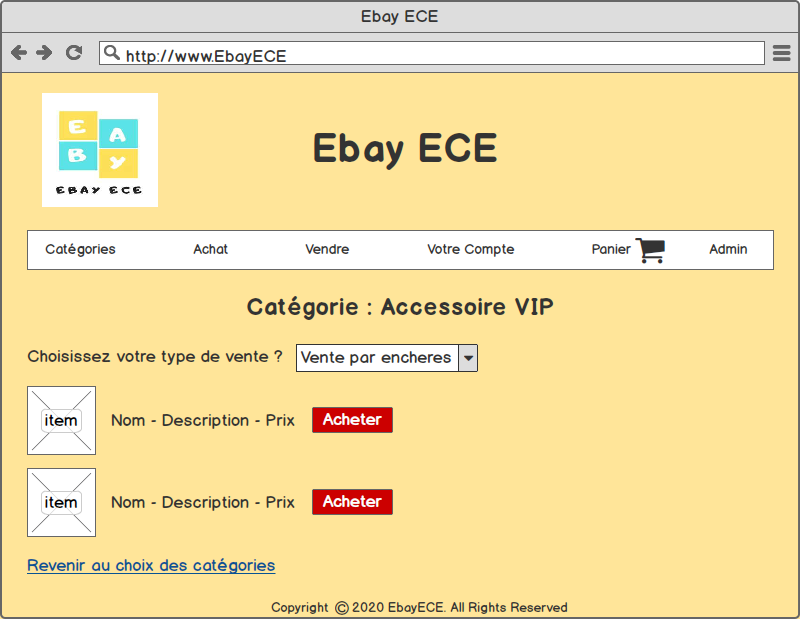 Ebay ECE
http://www.EbayECE
E
A
B
Y
EBAY ECE
Ebay ECE
Catégories Achat Vendre Votre Compte Panier Admin
Catégorie : Accessoire VIP
Choisissez votre type de vente ? Vente par encheres
item Nom - Description - Prix Acheter
item Nom - Description - Prix Acheter
Revenir au choix des catégories
Copyright © 2020 EbayECE. All Rights Reserved